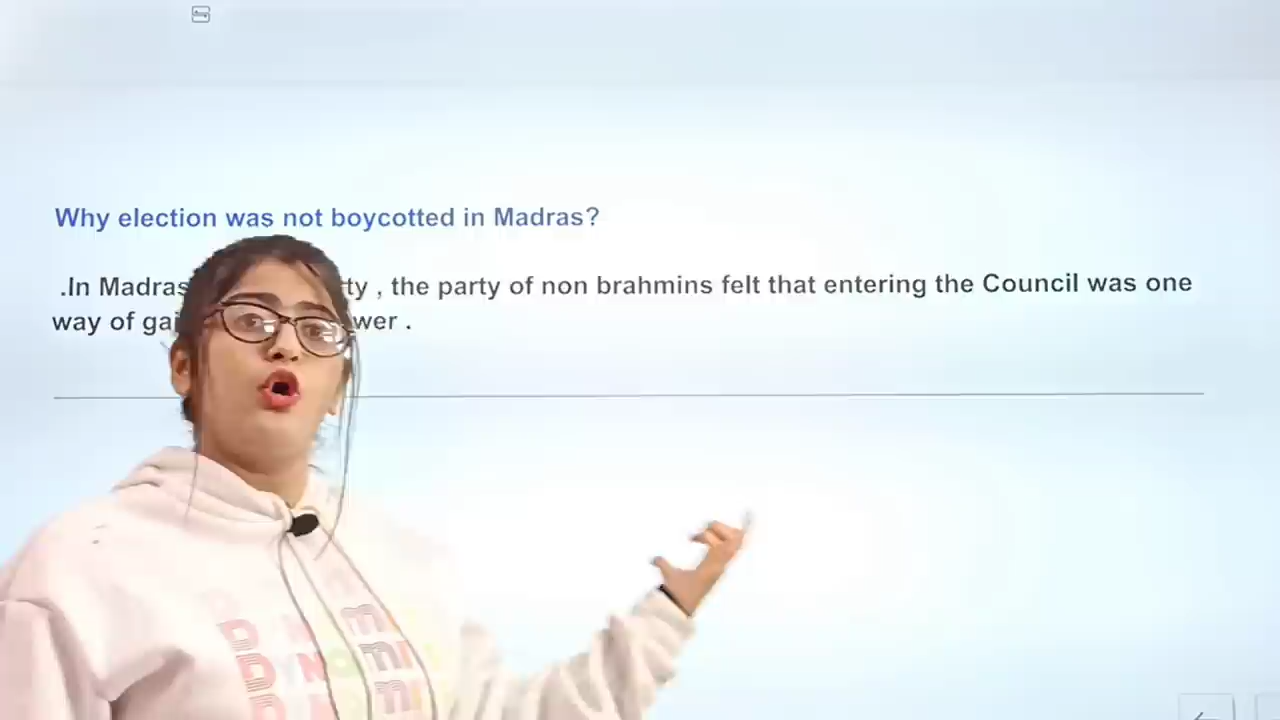 Why election was not boycotted in Madras?
.In Madras ty , the party of non brahmins felt that entering the Council was one
way of gai wer .